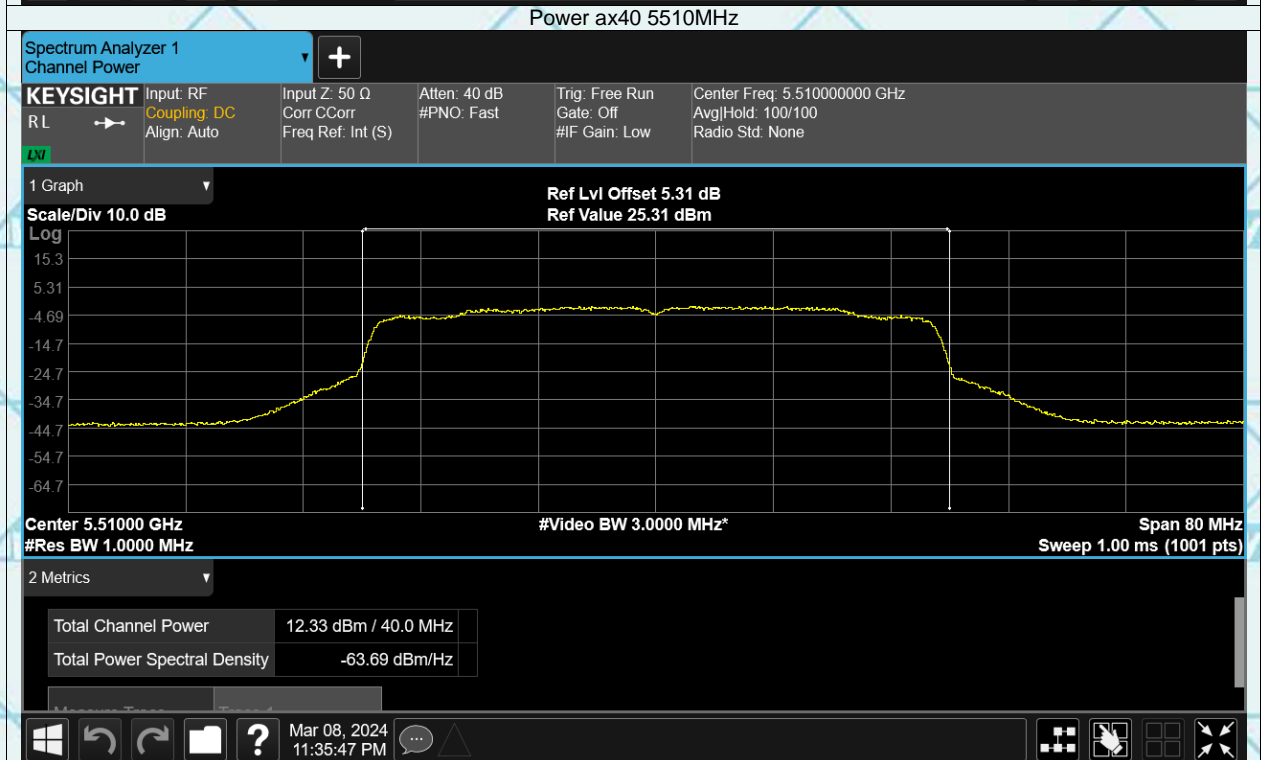 Power ax40 5510MHz
Spectrum Analyzer 1
Channel Power
+
KEYSIGHT
R L
LXI
Input: RF
Coupling: DC
Align: Auto
Input Z: 50 Ω
Corr CCorr
Freq Ref: Int (S)
Atten: 40 dB
#PNO: Fast
Trig: Free Run
Gate: Off
#IF Gain: Low
Center Freq: 5.510000000 GHz
Avg|Hold: 100/100
Radio Std: None
1 Graph
Scale/Div 10.0 dB
Ref Lvl Offset 5.31 dB
Ref Value 25.31 dBm
Log
15.3
5.31
-4.69
-14.7
-24.7
-34.7
-44.7
-54.7
-64.7
Center 5.51000 GHz
#Video BW 3.0000 MHz*
Span 80 MHz
#Res BW 1.0000 MHz
Sweep 1.00 ms (1001 pts)
2 Metrics
Total Channel Power 12.33 dBm / 40.0 MHz
Total Power Spectral Density -63.69 dBm/Hz
?
Mar 08, 2024
11:35:47 PM